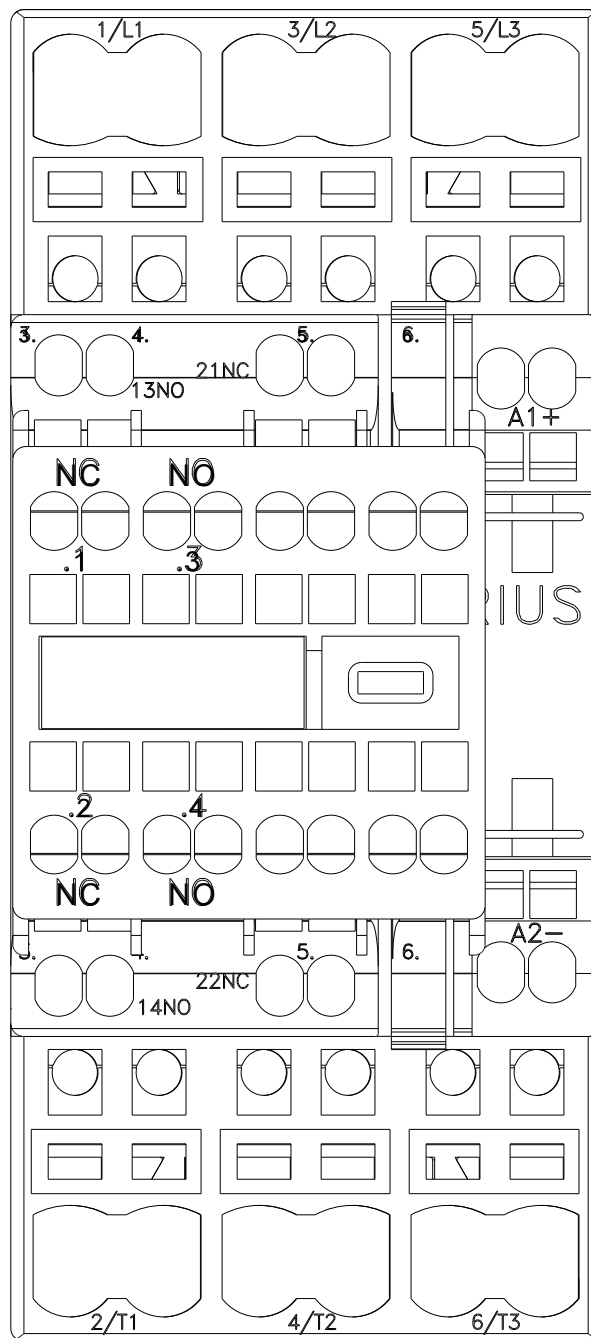 1/L1 3/L2 5/L3
3. 4. 5. 6.
21NC
13NO
A1+
NC NO
.1 .3
RIUS
.2 .4
NC NO
A2-
5. 6.
22NC
14NO
2/T1 4/T2 6/T3